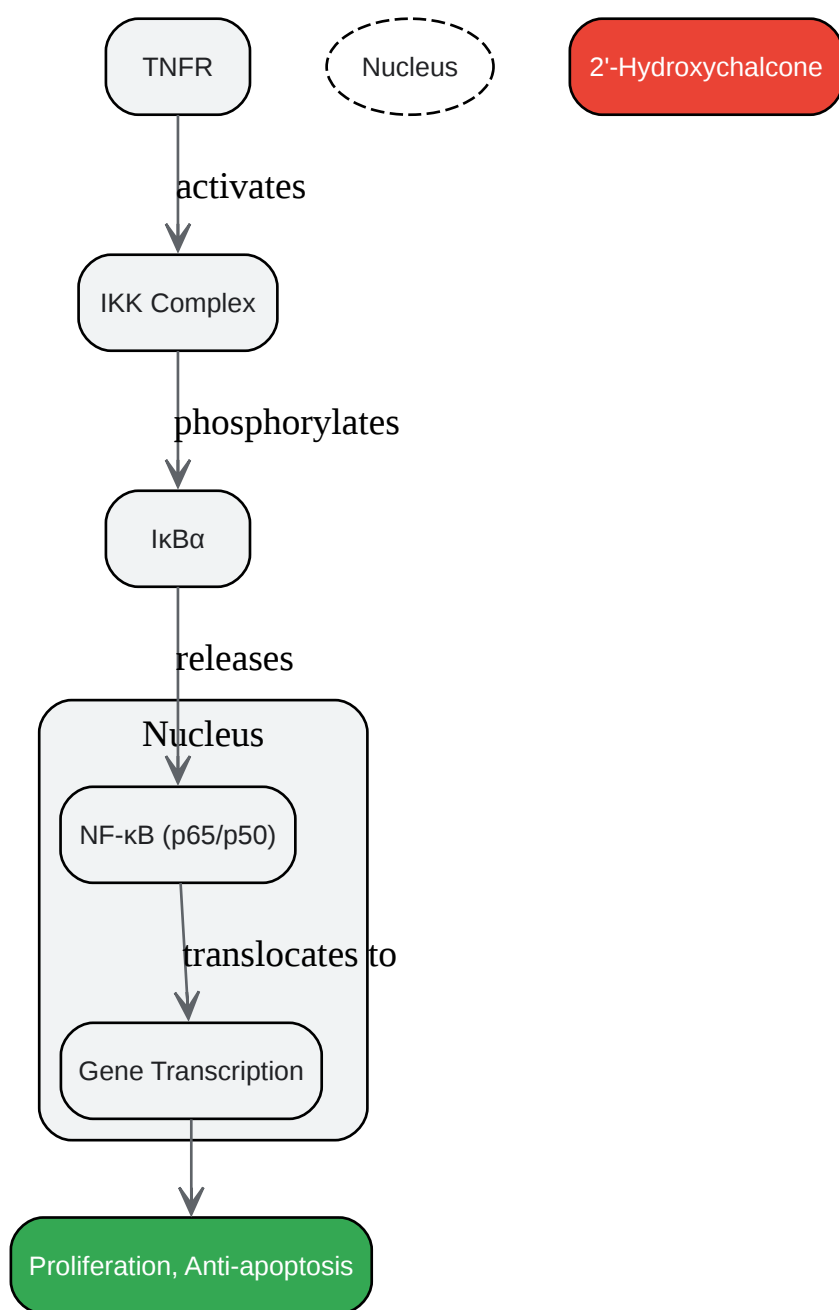 TNFR
Nucleus
2'-Hydroxychalcone
activates
IKK Complex
phosphorylates
IκBα
releases
Nucleus
NF-κB (p65/p50)
translocates to
Gene Transcription
Proliferation, Anti-apoptosis